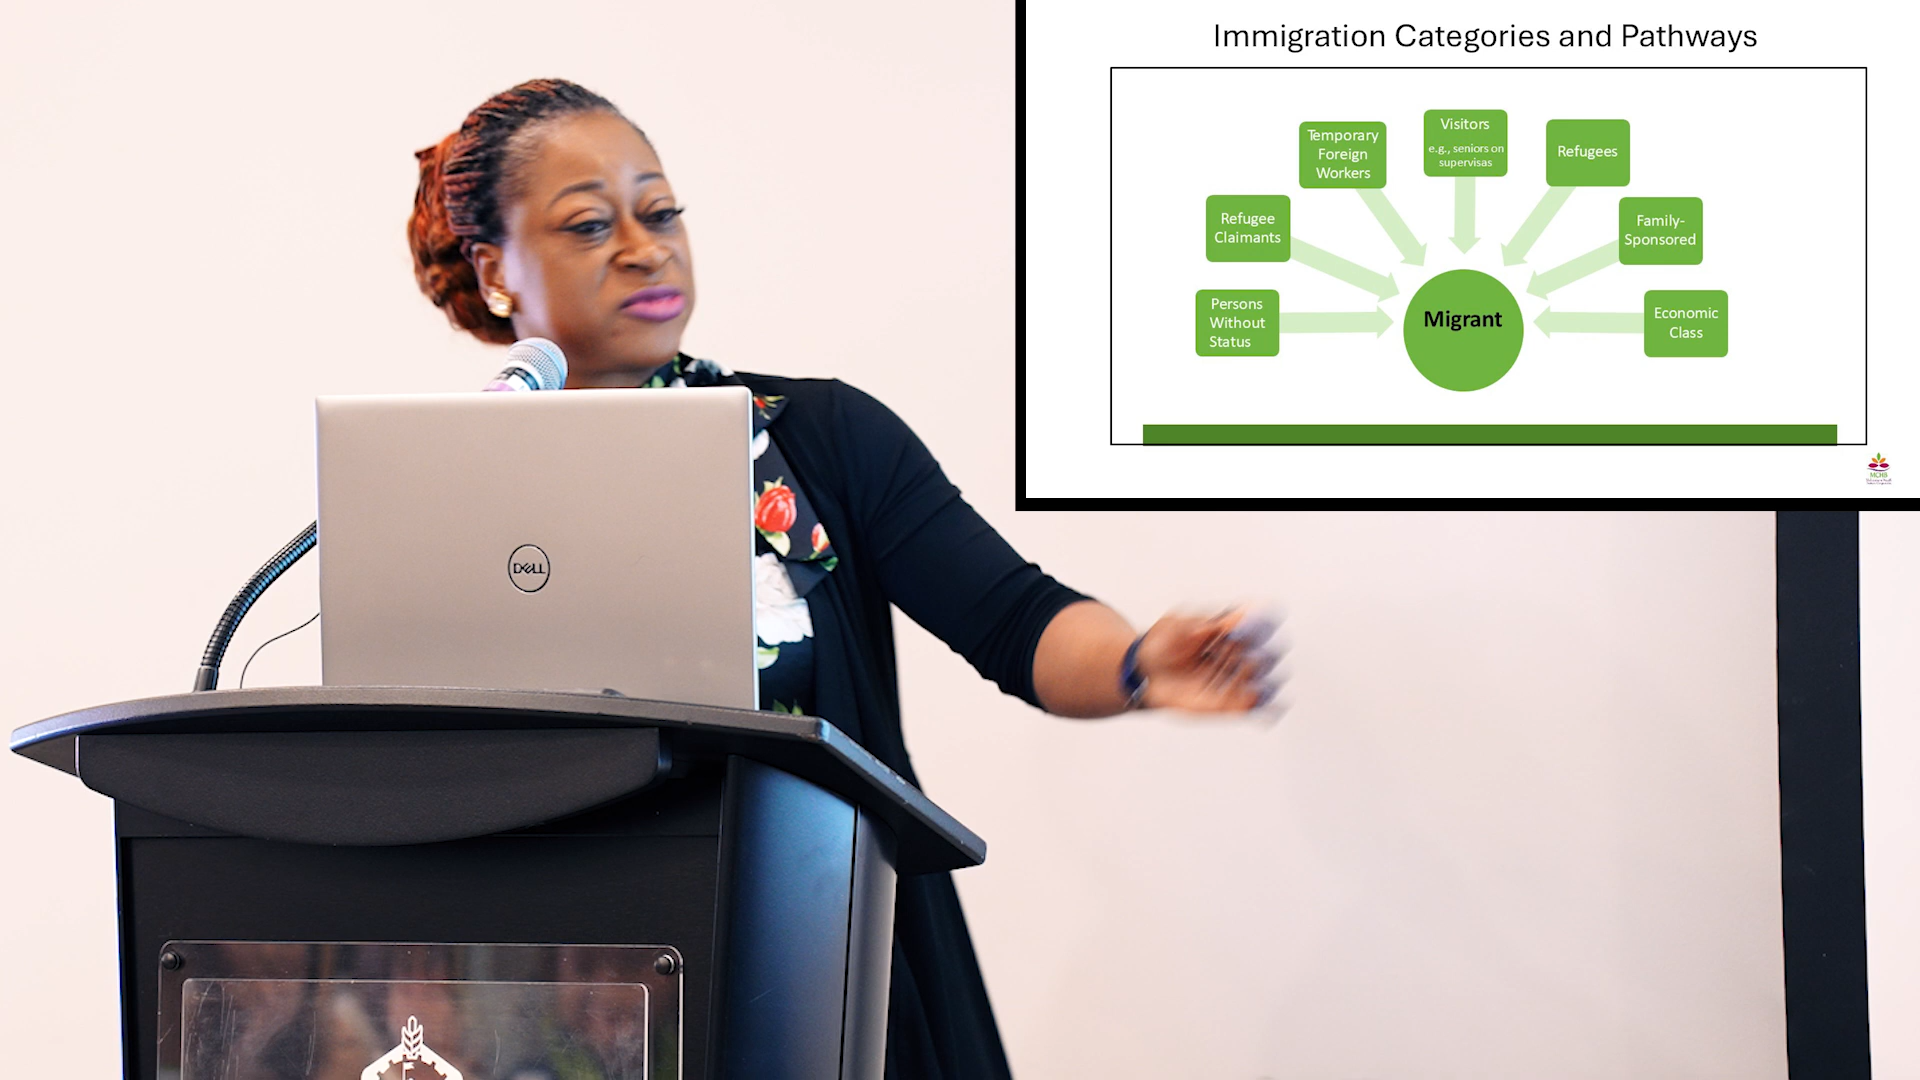 Immigration Categories and Pathways
Visitors
e.g., seniors on
supervisas
Temporary
Foreign
Workers
Refugees
Refugee
Claimants
Family-
Sponsored
Persons
Without
Status
Migrant
Economic
Class
MCHB
DELL